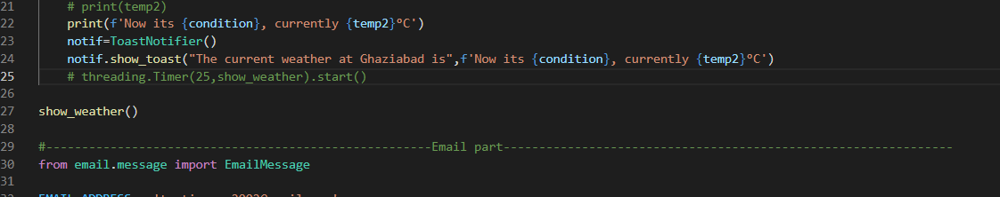 21 # print(temp2)
22 print(f'Now its {condition}, currently {temp2}°C')
23 notif=ToastNotifier()
24 notif.show_toast("The current weather at Ghaziabad is",f'Now its {condition}, currently {temp2}°C')
25 # threading.Timer(25,show_weather).start()
26
27 show_weather()
28
29 #------------------------------------------------------Email part---------------------------------------------------------------
30 from email.message import EmailMessage
31